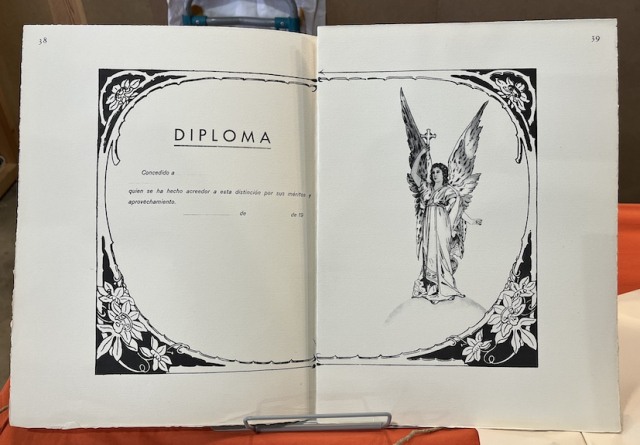 38
39
DIPLOMA
Concedido a
quien se ha hecho acreedor a esta distinción por sus méritos y
aprovechamiento.
de de 19